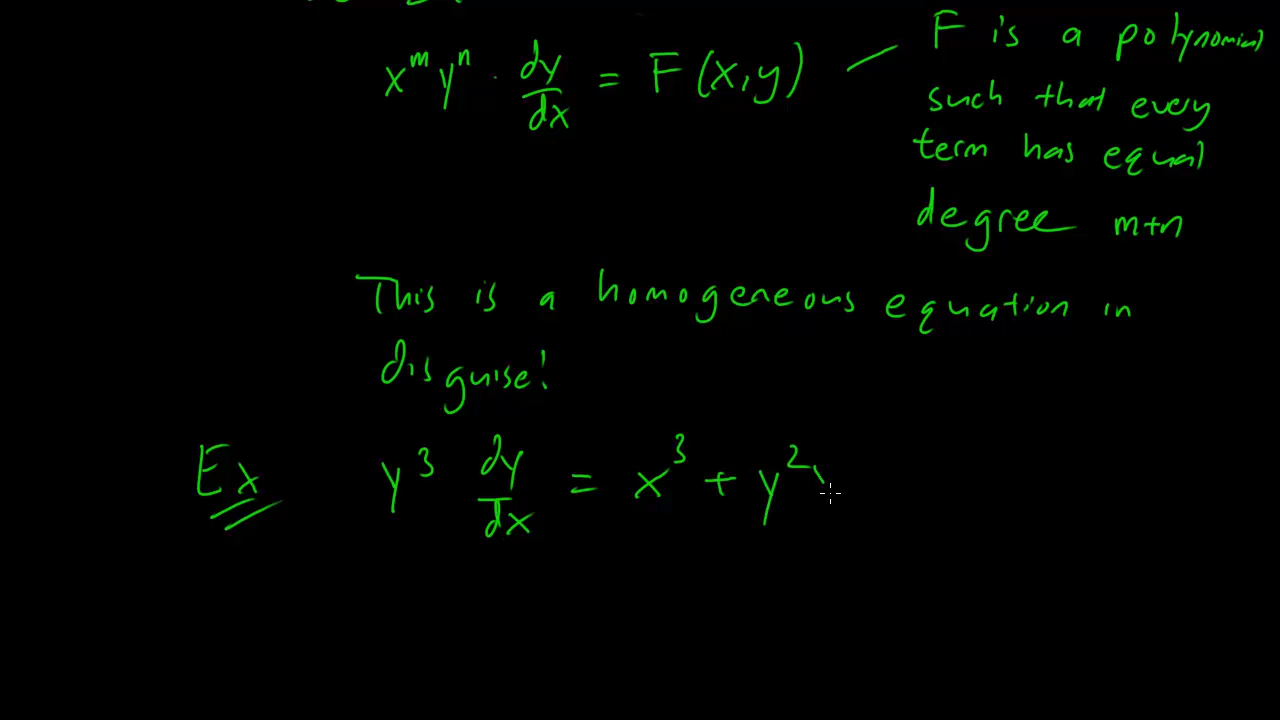 x^m y^n · dy/dx = F(x,y) — F is a polynomial
such that every
term has equal
degree m+n
This is a homogeneous equation in
disguise!
Ex y^3 dy/dx = x^3 + y^2